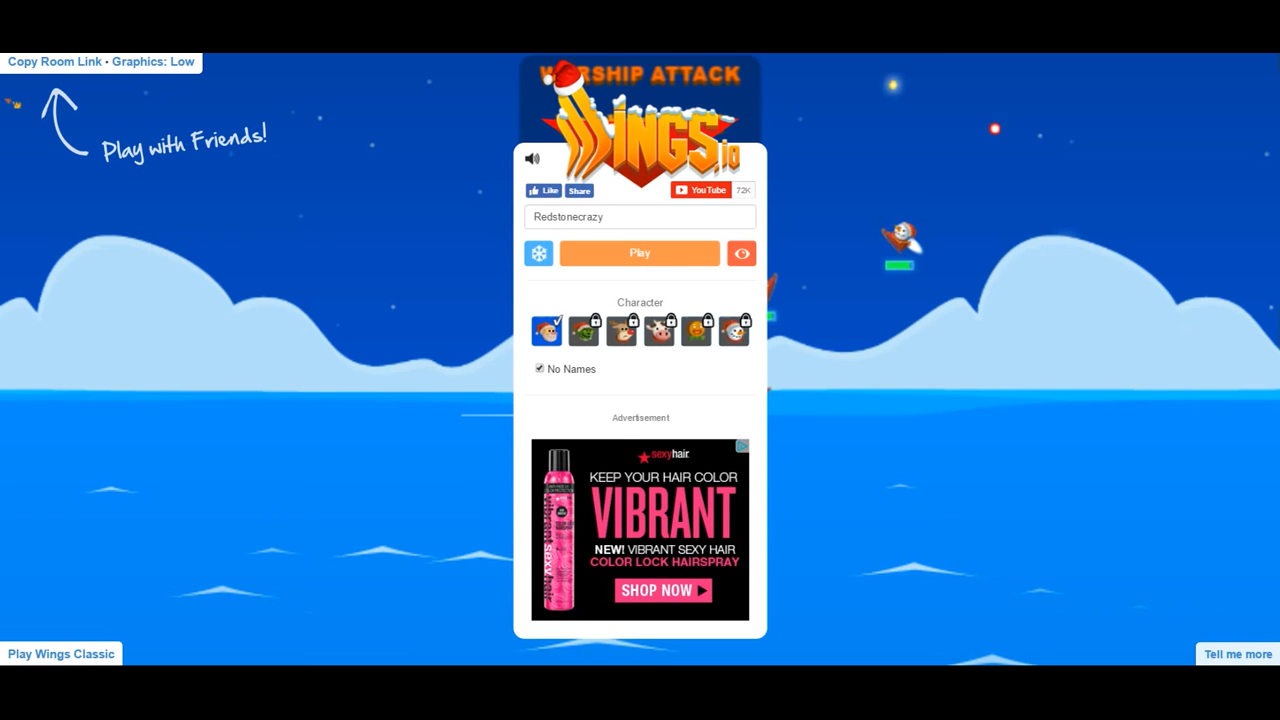 Copy Room Link • Graphics: Low
Play with Friends!
WARSHIP ATTACK
WINGS.io
Like
Share
YouTube
72K
Redstonecrazy
Play
Character
No Names
Advertisement
sexyhair
KEEP YOUR HAIR COLOR
VIBRANT
NEW! VIBRANT SEXY HAIR
COLOR LOCK HAIRSPRAY
SHOP NOW
vibrantsexyhair
Play Wings Classic
Tell me more